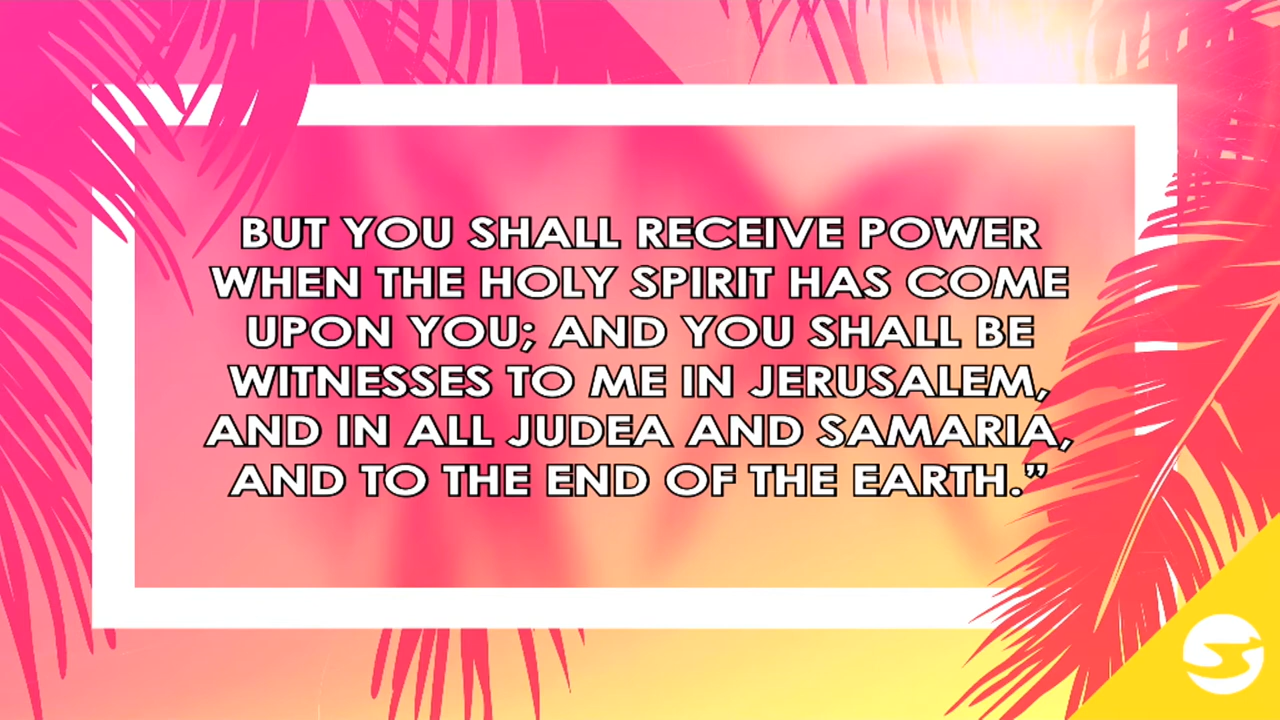 BUT YOU SHALL RECEIVE POWER
WHEN THE HOLY SPIRIT HAS COME
UPON YOU; AND YOU SHALL BE
WITNESSES TO ME IN JERUSALEM,
AND IN ALL JUDEA AND SAMARIA,
AND TO THE END OF THE EARTH.”